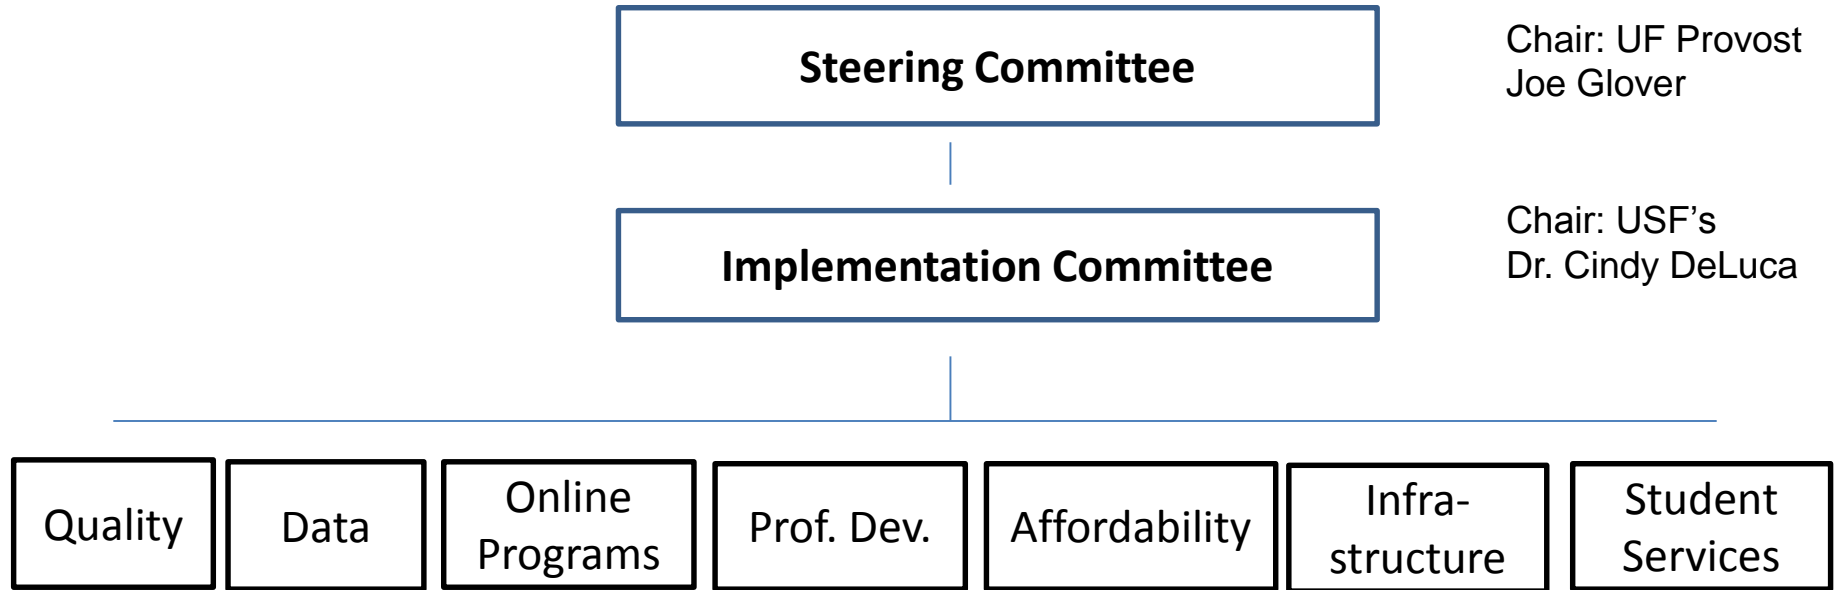 Steering Committee
Chair: UF Provost
Joe Glover
Implementation Committee
Chair: USF’s
Dr. Cindy DeLuca
Quality
Data
Online
Programs
Prof. Dev.
Affordability
Infra-
structure
Student
Services